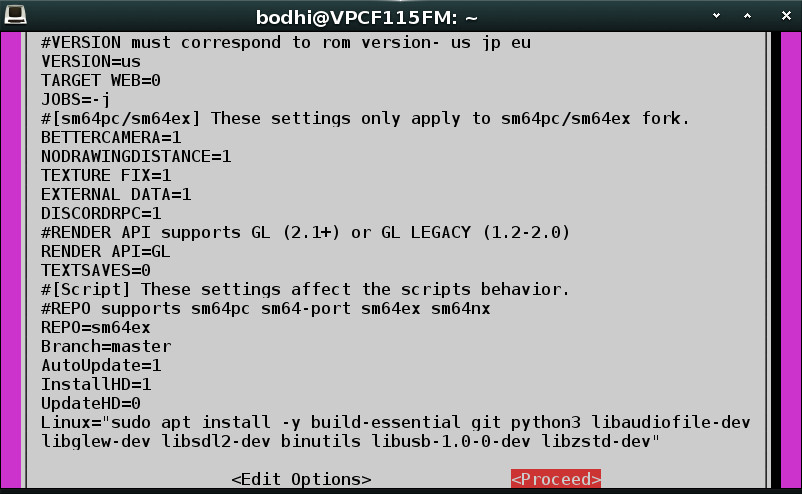 bodhi@VPCF115FM: ~
#VERSION must correspond to rom version- us jp eu
VERSION=us
TARGET WEB=0
JOBS=-j
#[sm64pc/sm64ex] These settings only apply to sm64pc/sm64ex fork.
BETTERCAMERA=1
NODRAWINGDISTANCE=1
TEXTURE FIX=1
EXTERNAL DATA=1
DISCORDRPC=1
#RENDER API supports GL (2.1+) or GL LEGACY (1.2-2.0)
RENDER API=GL
TEXTSAVES=0
#[Script] These settings affect the scripts behavior.
#REPO supports sm64pc sm64-port sm64ex sm64nx
REPO=sm64ex
Branch=master
AutoUpdate=1
InstallHD=1
UpdateHD=0
Linux="sudo apt install -y build-essential git python3 libaudiofile-dev
libglew-dev libsdl2-dev binutils libusb-1.0-0-dev libzstd-dev"
<Edit Options> <Proceed>